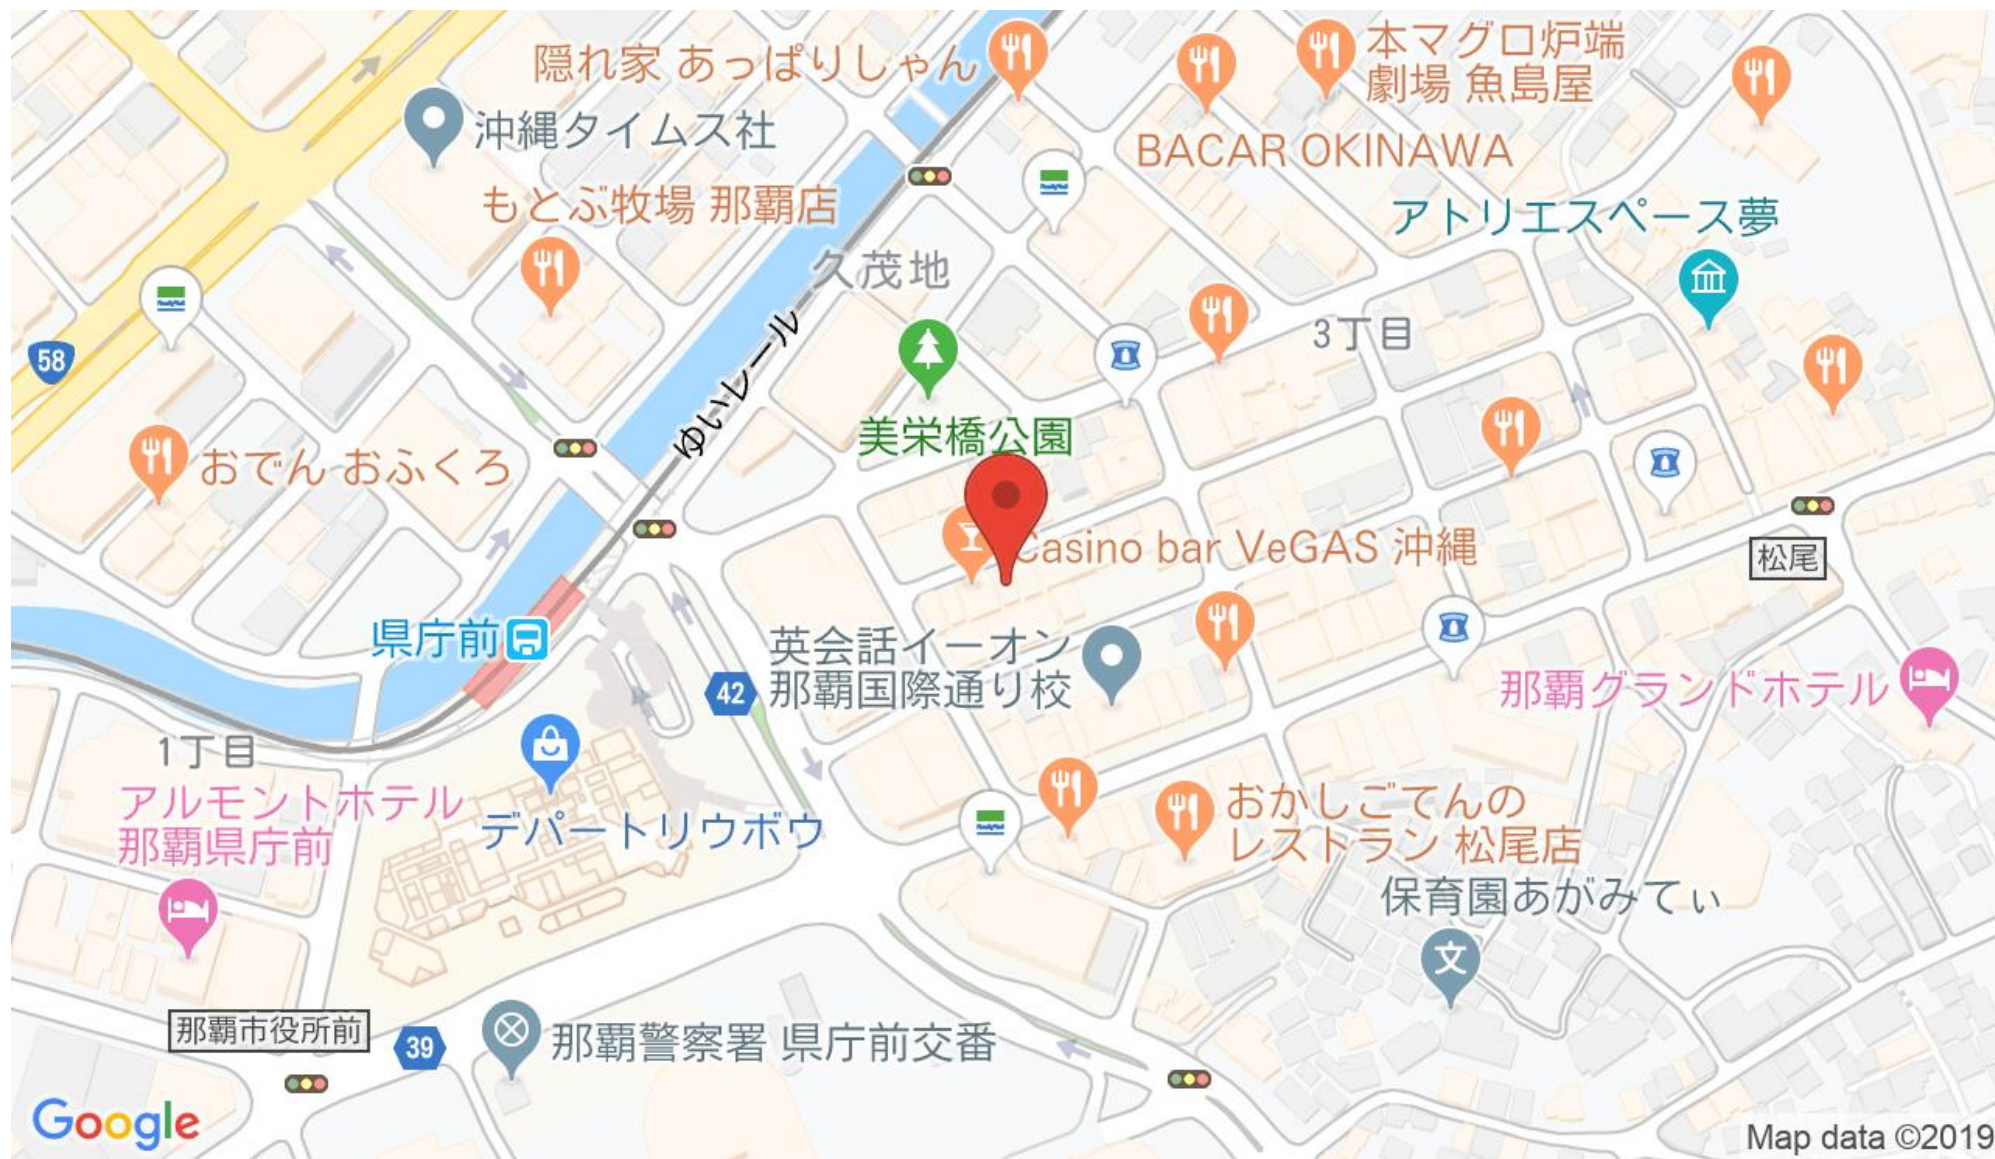 隠れ家 あっぱりしゃん
本マグロ炉端
劇場 魚島屋
沖縄タイムス社
BACAR OKINAWA
もとぶ牧場 那覇店
アトリエスペース夢
久茂地
58
ゆいレール
3丁目
美栄橋公園
おでん おふくろ
Casino bar VeGAS 沖縄
松尾
県庁前
英会話イーオン
那覇国際通り校
42
那覇グランドホテル
1丁目
アルモントホテル
那覇県庁前
デパートリウボウ
おかしごてんの
レストラン 松尾店
保育園あがみてぃ
文
那覇市役所前
39
那覇警察署 県庁前交番
Google
Map data ©2019